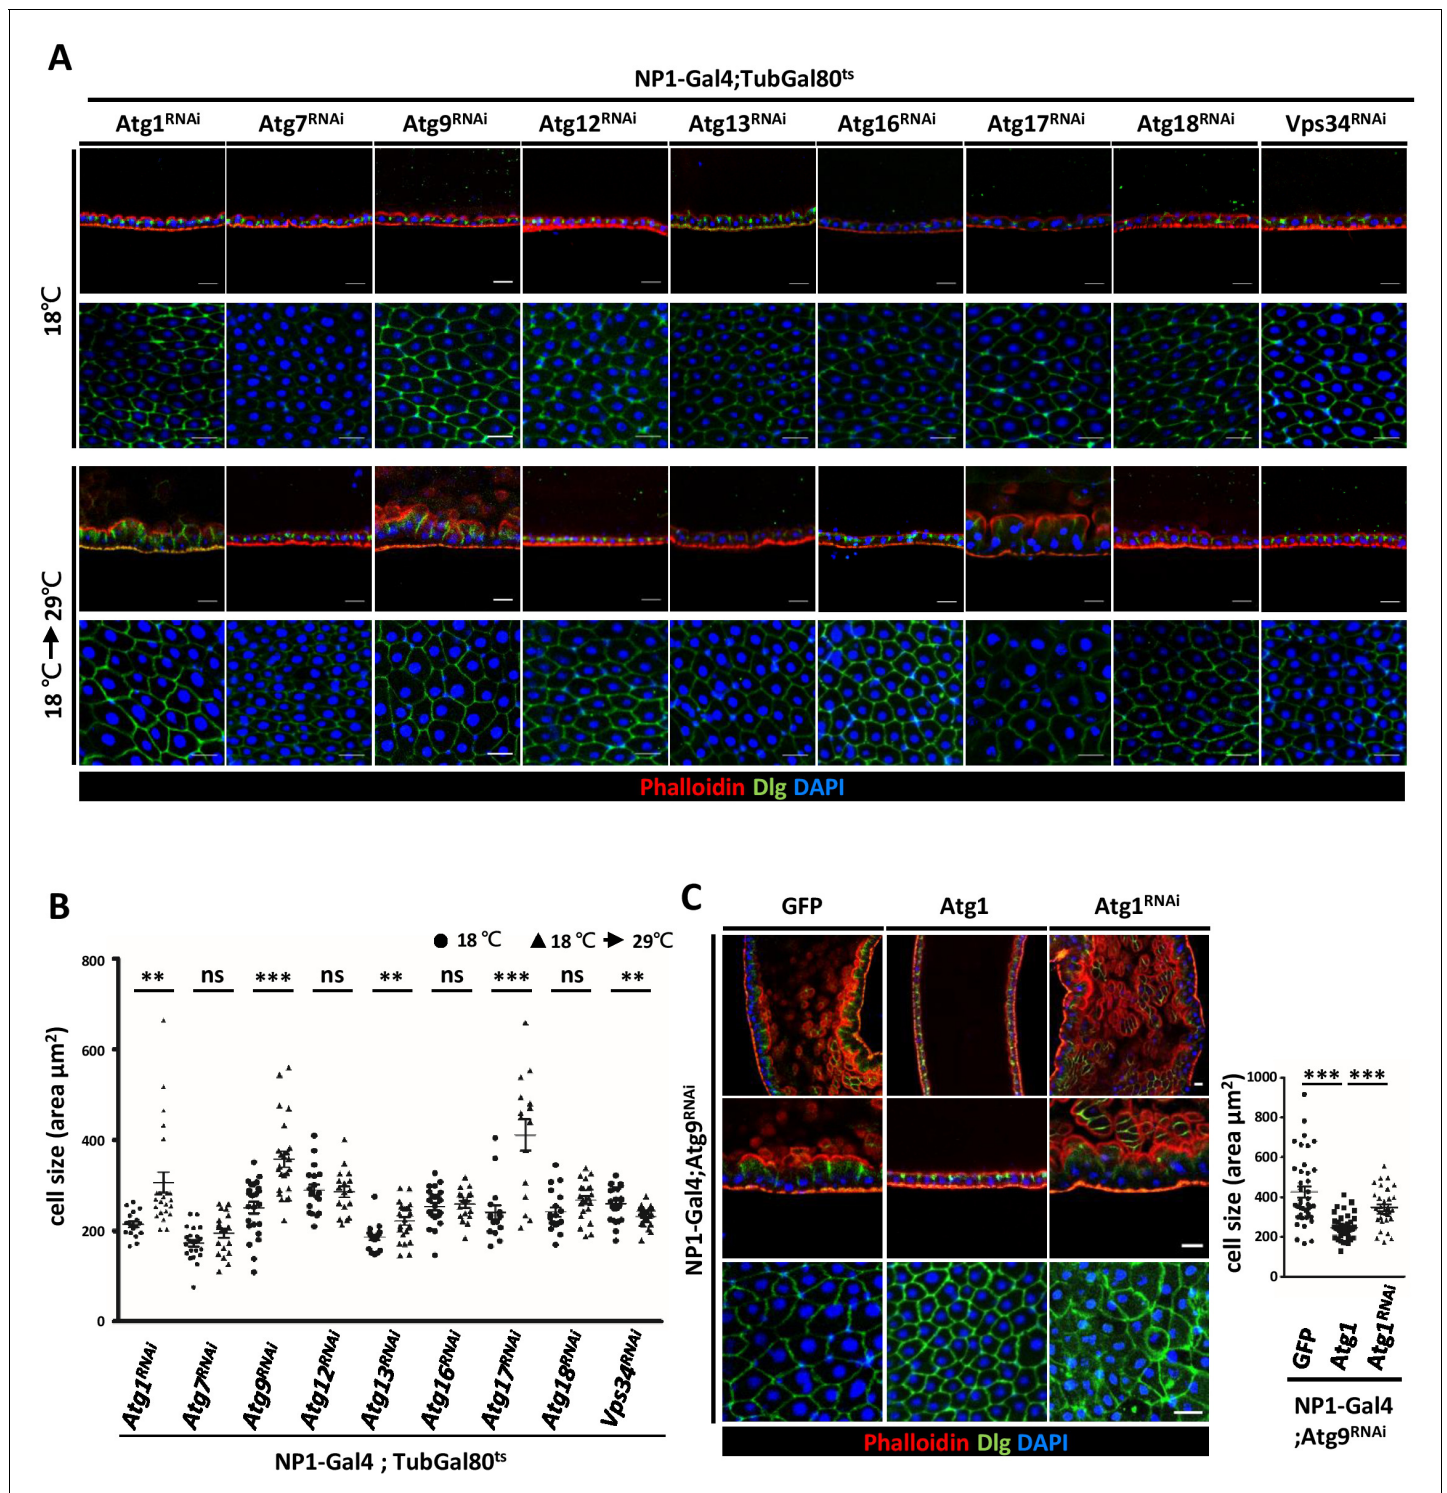 A
NP1-Gal4;TubGal80ts
Atg1RNAi Atg7RNAi Atg9RNAi Atg12RNAi Atg13RNAi Atg16RNAi Atg17RNAi Atg18RNAi Vps34RNAi
18℃
18 ℃ → 29℃
Phalloidin Dlg DAPI
B
● 18 ℃ ▲ 18 ℃ → 29℃
** ns *** ns ** ns *** ns **
cell size (area µm2)
800
600
400
200
0
Atg1RNAi Atg7RNAi Atg9RNAi Atg12RNAi Atg13RNAi Atg16RNAi Atg17RNAi Atg18RNAi Vps34RNAi
NP1-Gal4 ; TubGal80ts
C
GFP Atg1 Atg1RNAi
NP1-Gal4;Atg9RNAi
Phalloidin Dlg DAPI
*** ***
cell size (area µm2)
1000
800
600
400
200
0
GFP Atg1 Atg1RNAi
NP1-Gal4
;Atg9RNAi